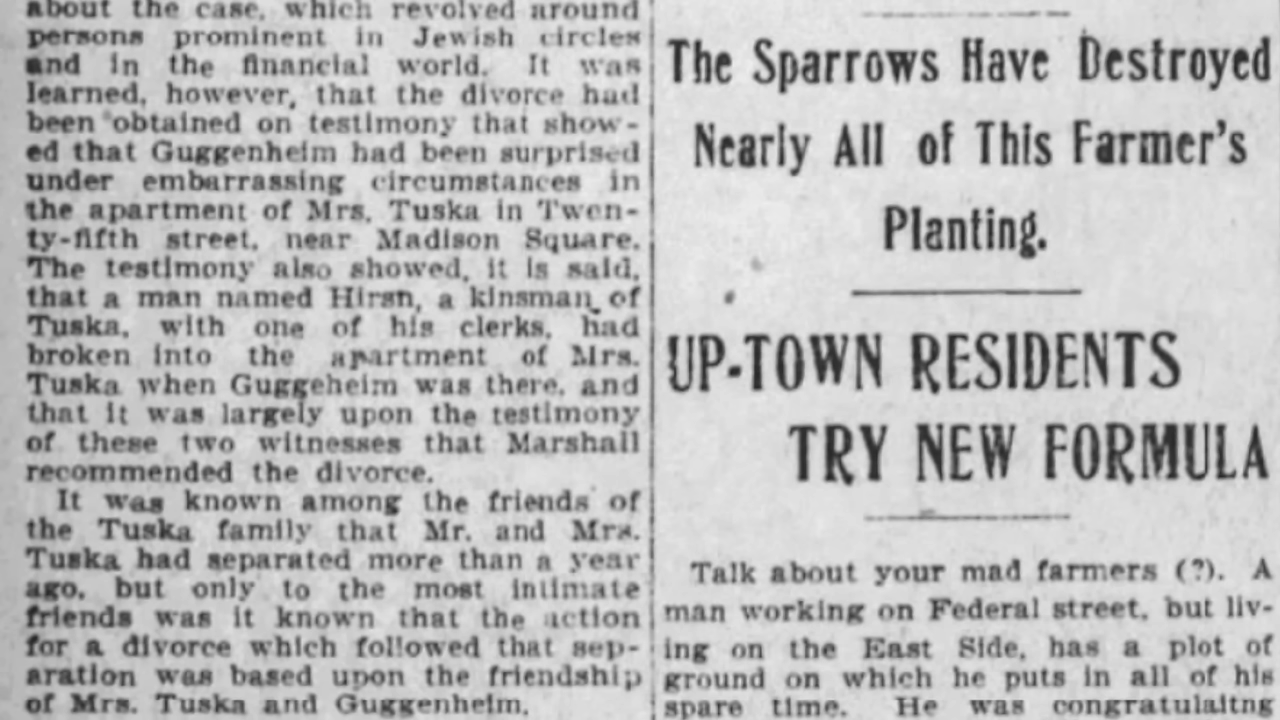 about the case, which revolved around
persons prominent in Jewish circles
and in the financial world. It was
learned, however, that the divorce had
been obtained on testimony that show-
ed that Guggenheim had been surprised
under embarrassing circumstances in
the apartment of Mrs. Tuska in Twen-
ty-fifth street, near Madison Square.
The testimony also showed, it is said,
that a man named Hirsh, a kinsman of
Tuska, with one of his clerks, had
broken into the apartment of Mrs.
Tuska when Guggeheim was there, and
that it was largely upon the testimony
of these two witnesses that Marshall
recommended the divorce.
It was known among the friends of
the Tuska family that Mr. and Mrs.
Tuska had separated more than a year
ago, but only to the most intimate
friends was it known that the action
for a divorce which followed that sep-
aration was based upon the friendship
of Mrs. Tuska and Guggenheim.
The Sparrows Have Destroyed
Nearly All of This Farmer's
Planting.
UP-TOWN RESIDENTS
TRY NEW FORMULA
Talk about your mad farmers (?). A
man working on Federal street, but liv-
ing on the East Side, has a plot of
ground on which he puts in all of his
spare time. He was congratulaitng